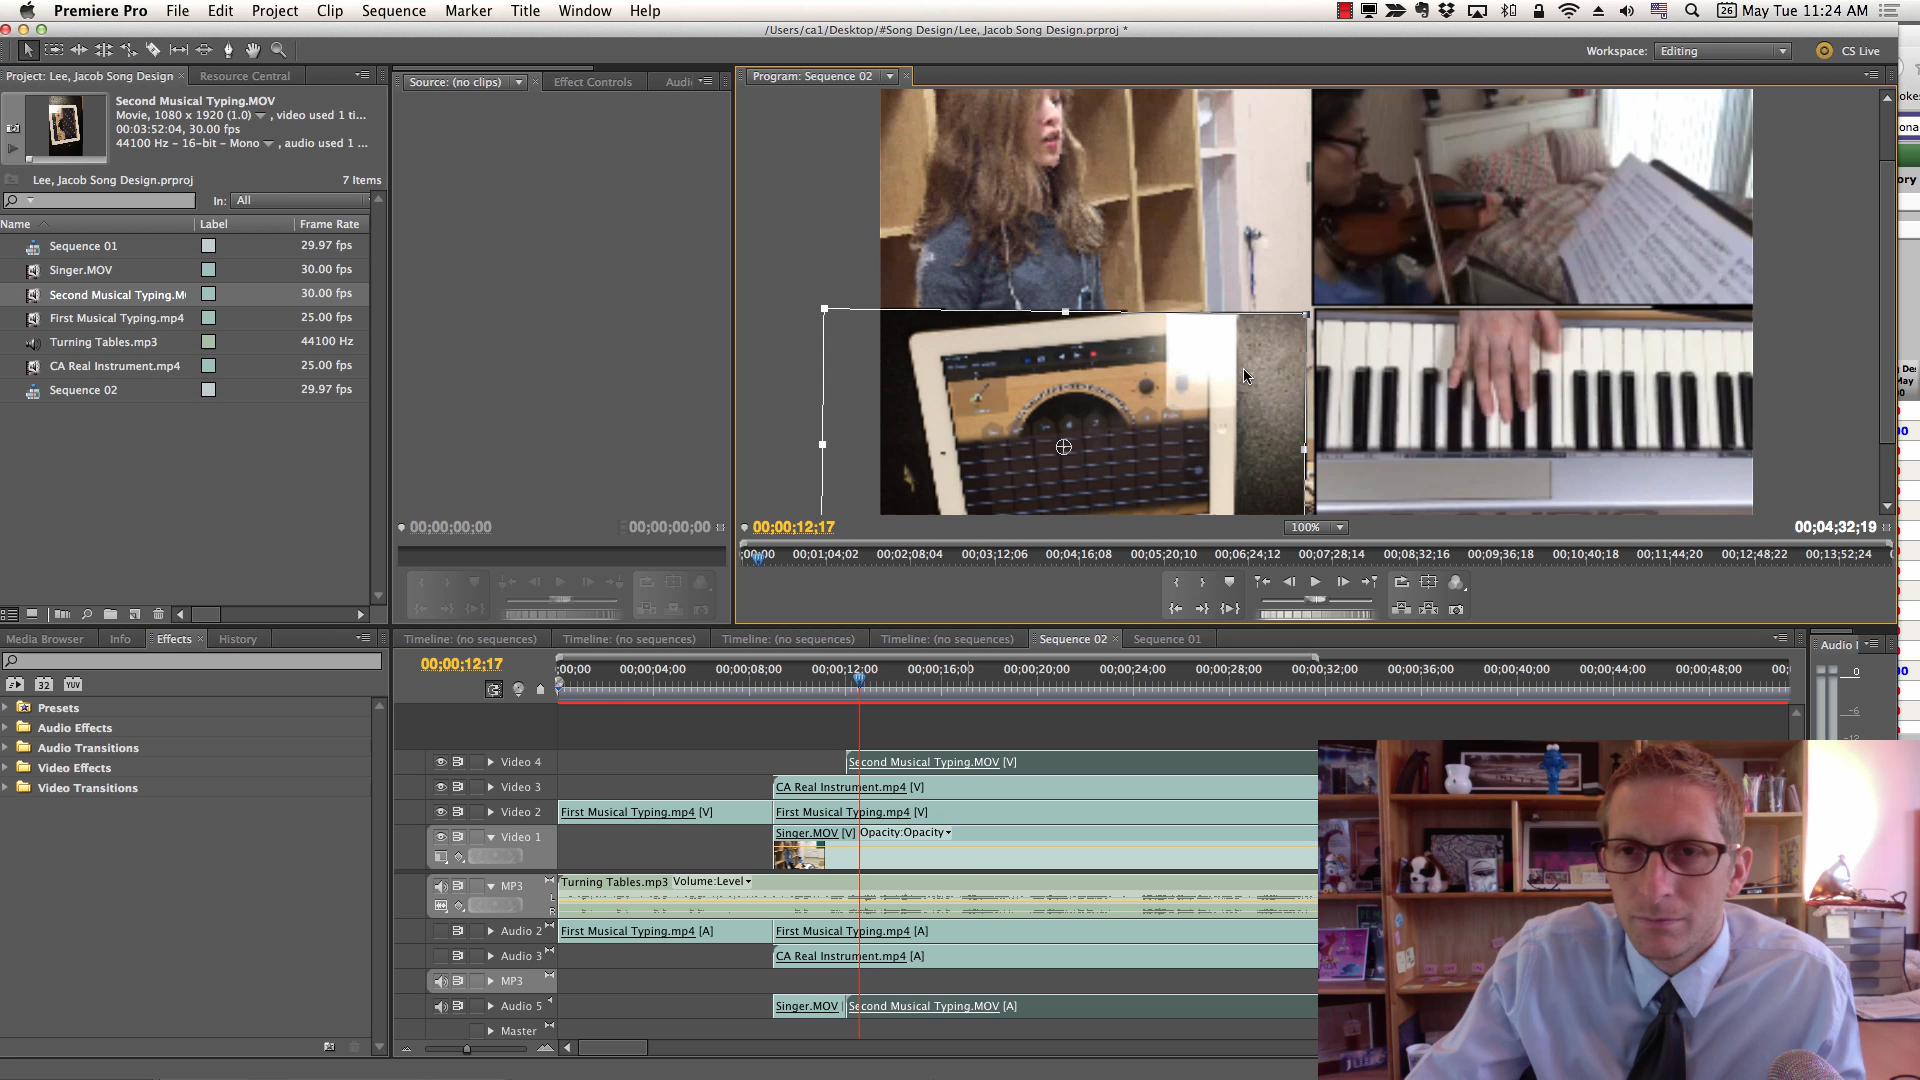 Premiere Pro File Edit Project Clip Sequence Marker Title Window Help
26 May Tue 11:24 AM
/Users/ca1/Desktop/#Song Design/Lee, Jacob Song Design.prproj *
Workspace: Editing CS Live
Project: Lee, Jacob Song Design Resource Central
Source: (no clips) Effect Controls Audi
Program: Sequence 02
Second Musical Typing.MOV
Movie, 1080 x 1920 (1.0) , video used 1 ti...
00:03:52:04, 30.00 fps
44100 Hz - 16-bit - Mono , audio used 1 ...
Lee, Jacob Song Design.prproj 7 Items
In: All
Name Label Frame Rate
Sequence 01 29.97 fps
Singer.MOV 30.00 fps
Second Musical Typing.M 30.00 fps
First Musical Typing.mp4 25.00 fps
Turning Tables.mp3 44100 Hz
CA Real Instrument.mp4 25.00 fps
Sequence 02 29.97 fps
00;00;00;00 00;00;00;00
00;00;12;17 100% 00;04;32;19
;00;00 00;01;04;02 00;02;08;04 00;03;12;06 00;04;16;08 00;05;20;10 00;06;24;12 00;07;28;14 00;08;32;16 00;09;36;18 00;10;40;18 00;11;44;20 00;12;48;22 00;13;52;24
Media Browser Info Effects History
32 YUV
Presets
Audio Effects
Audio Transitions
Video Effects
Video Transitions
Timeline: (no sequences) Timeline: (no sequences) Timeline: (no sequences) Timeline: (no sequences) Sequence 02 Sequence 01
00;00;12;17
;00;00 00;00;04;00 00;00;08;00 00;00;12;00 00;00;16;00 00;00;20;00 00;00;24;00 00;00;28;00 00;00;32;00 00;00;36;00 00;00;40;00 00;00;44;00 00;00;48;00 00;
Video 4 Second Musical Typing.MOV [V]
Video 3 CA Real Instrument.mp4 [V]
Video 2 First Musical Typing.mp4 [V] First Musical Typing.mp4 [V]
Video 1 Singer.MOV [V] Opacity:Opacity
MP3 Turning Tables.mp3 Volume:Level
L
R
Audio 2 First Musical Typing.mp4 [A] First Musical Typing.mp4 [A]
Audio 3 CA Real Instrument.mp4 [A]
MP3
Audio 5 Singer.MOV Second Musical Typing.MOV [A]
Master
Audio
0
-6
-12